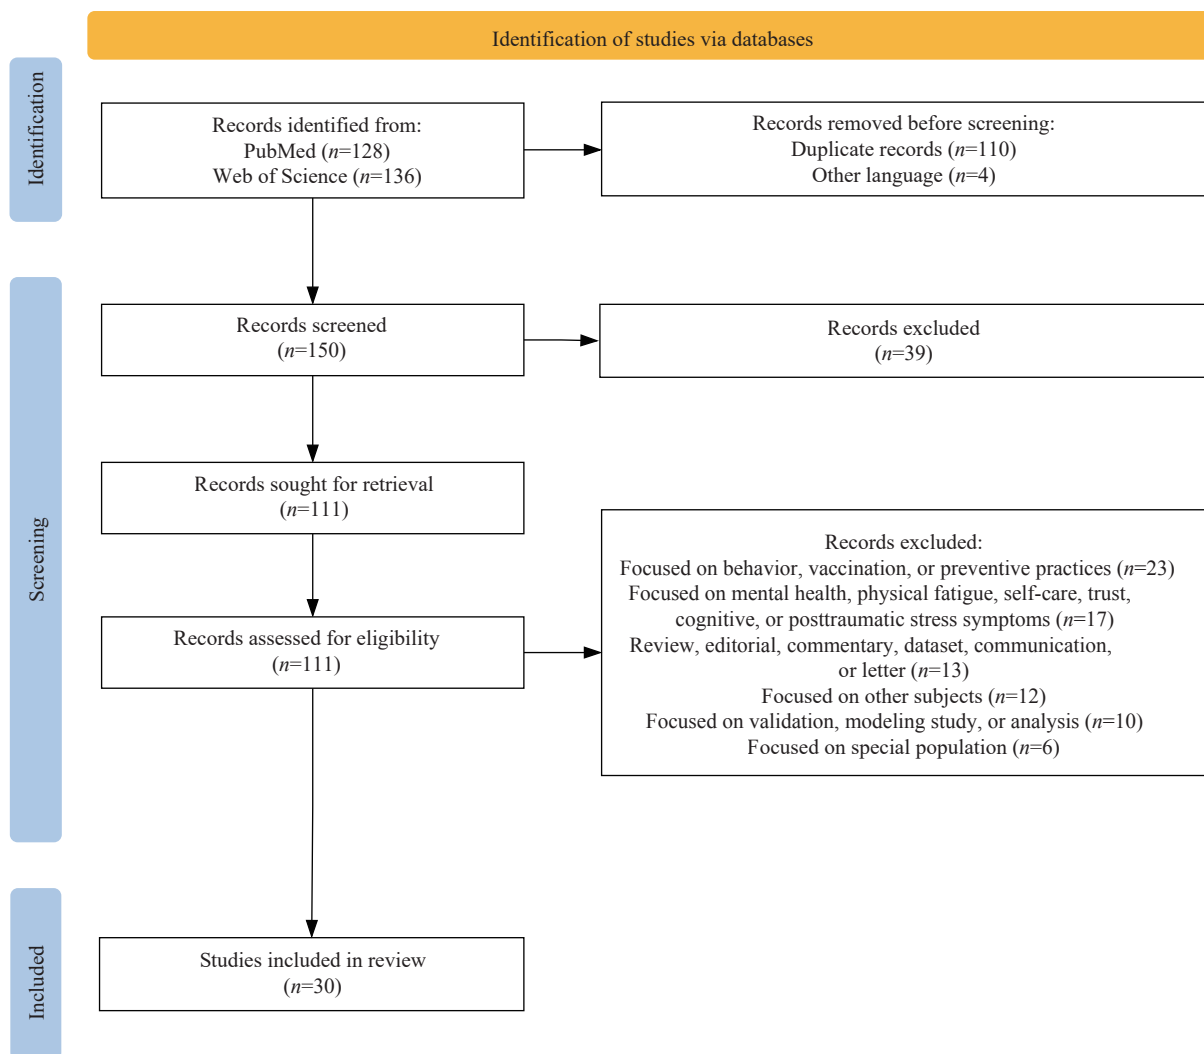 Identification of studies via databases
Identification
Records identified from:
PubMed (n=128)
Web of Science (n=136)
Records removed before screening:
Duplicate records (n=110)
Other language (n=4)
Screening
Records screened
(n=150)
Records excluded
(n=39)
Records sought for retrieval
(n=111)
Records assessed for eligibility
(n=111)
Records excluded:
Focused on behavior, vaccination, or preventive practices (n=23)
Focused on mental health, physical fatigue, self-care, trust,
cognitive, or posttraumatic stress symptoms (n=17)
Review, editorial, commentary, dataset, communication,
or letter (n=13)
Focused on other subjects (n=12)
Focused on validation, modeling study, or analysis (n=10)
Focused on special population (n=6)
Included
Studies included in review
(n=30)